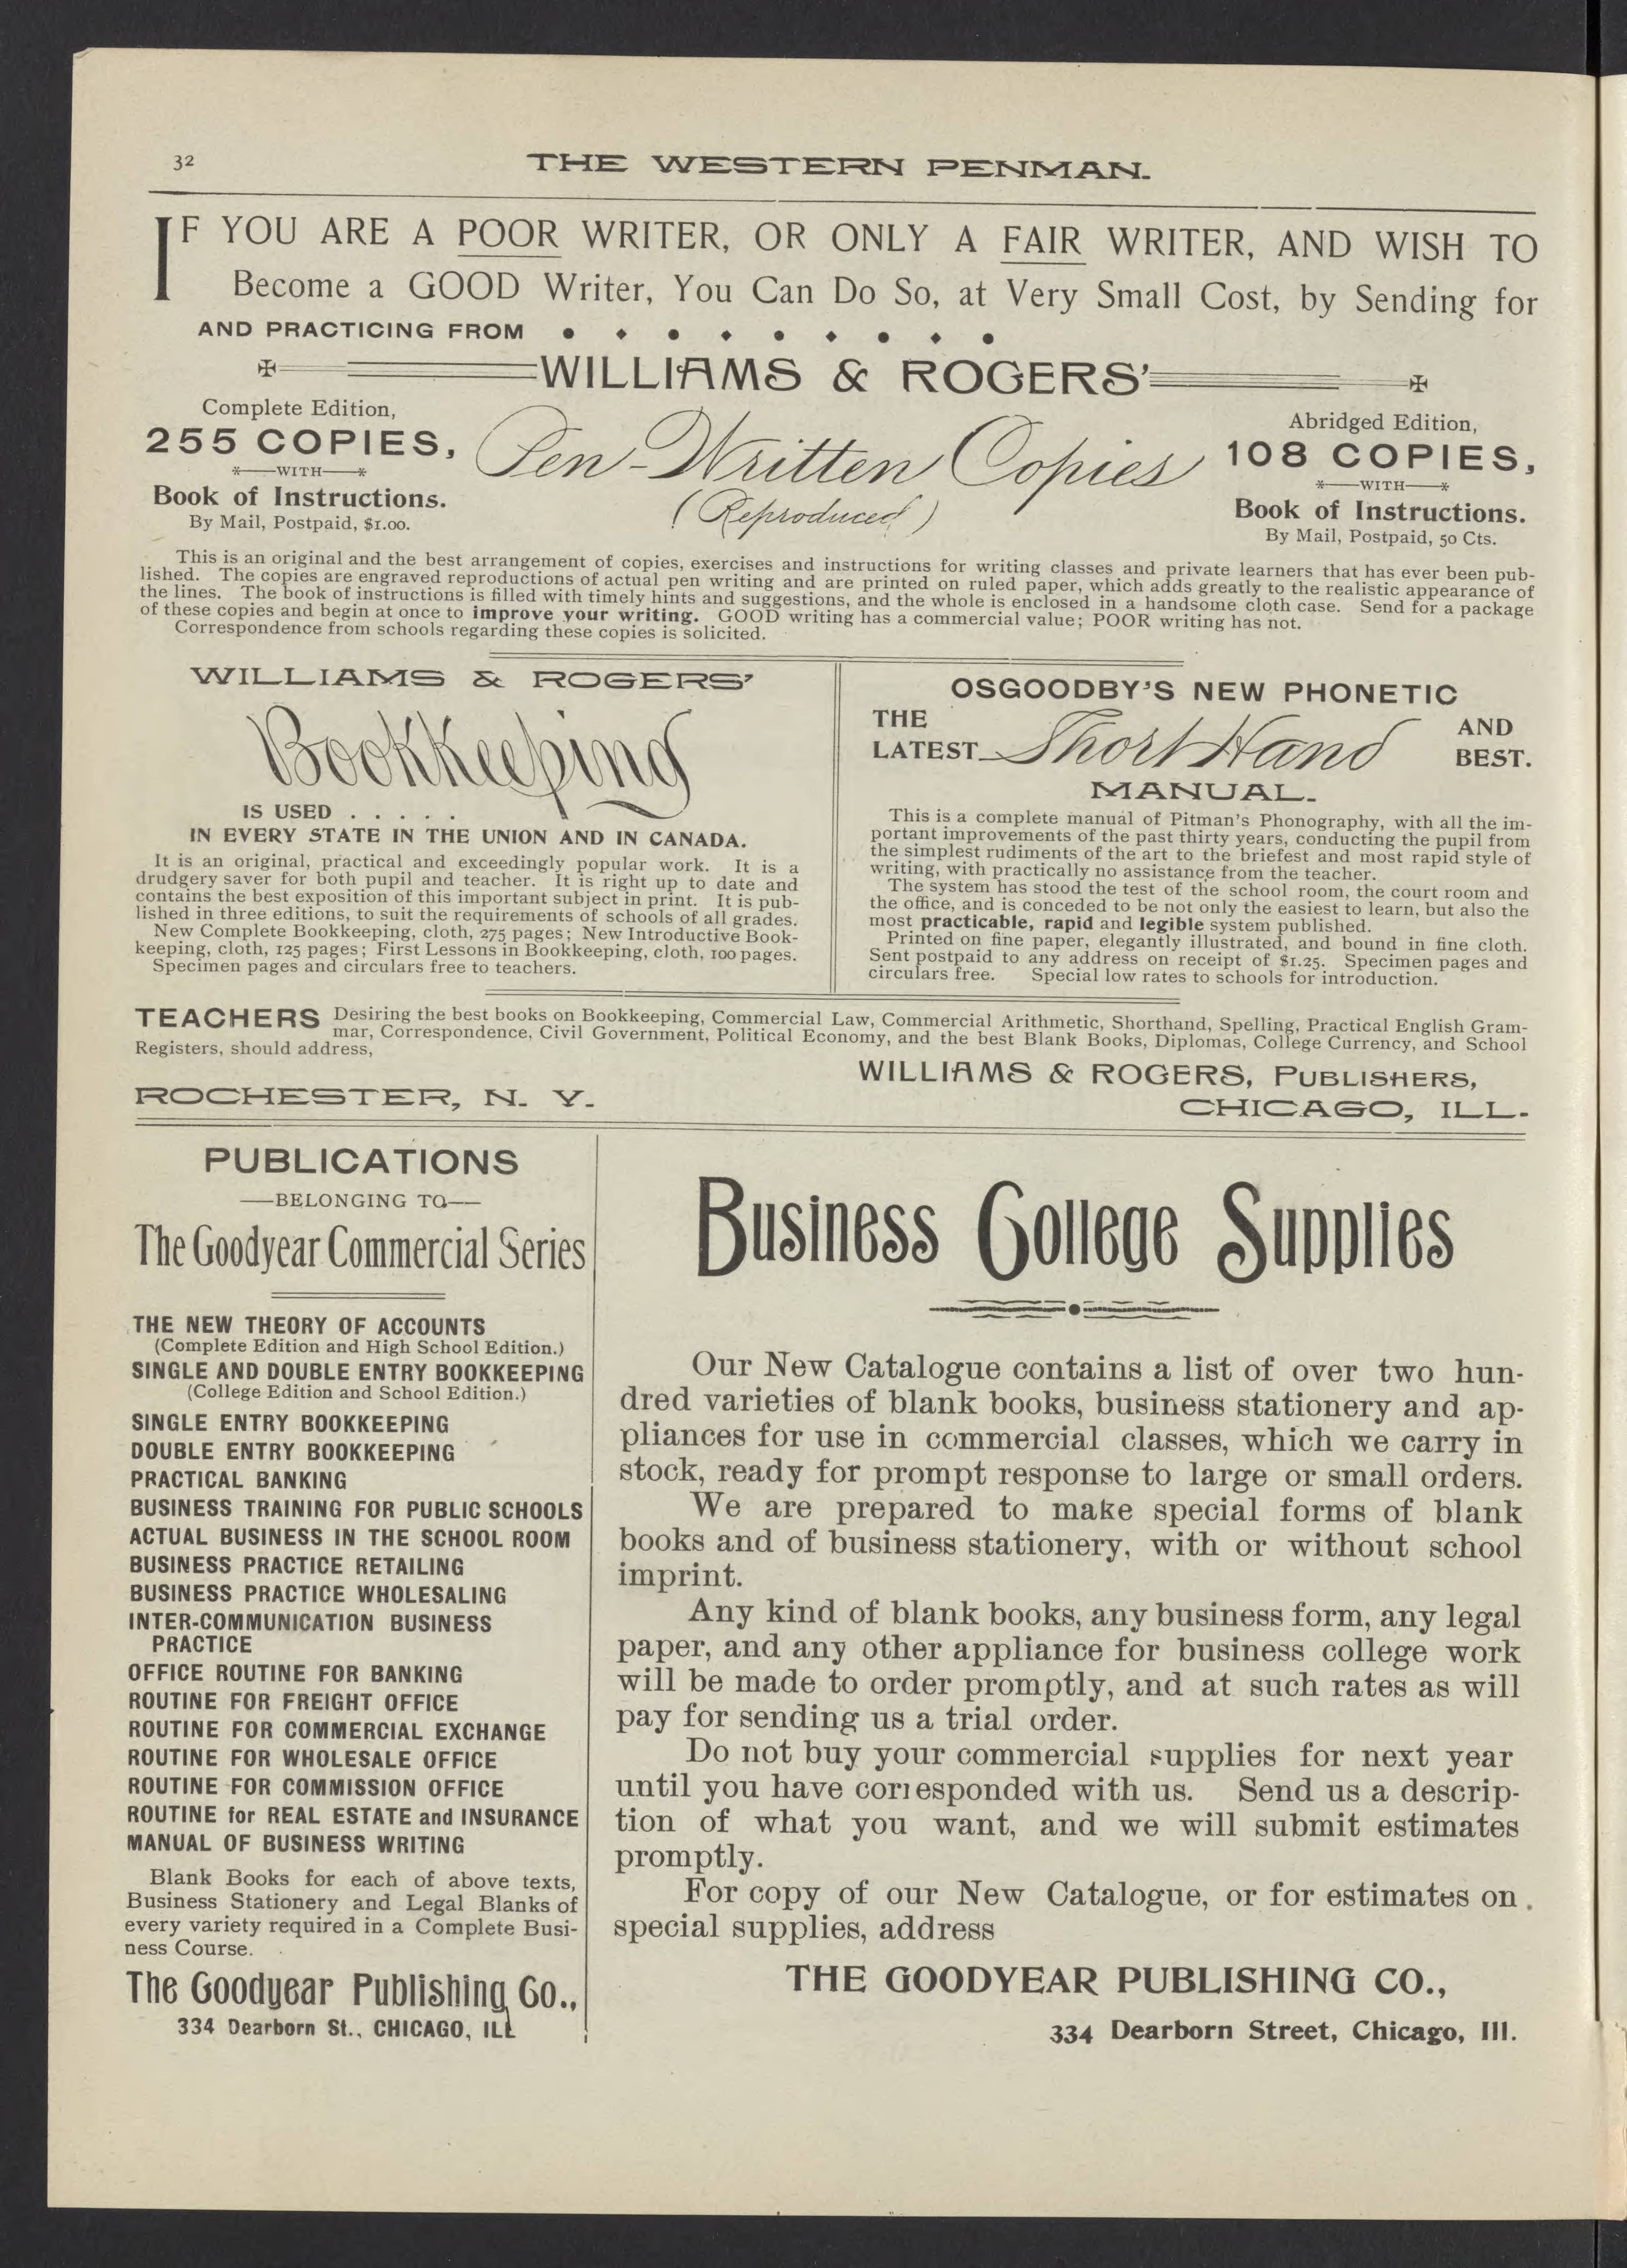 32
THE WESTERN PENMAN.
IF YOU ARE A POOR WRITER, OR ONLY A FAIR WRITER, AND WISH TO
Become a GOOD Writer, You Can Do So, at Very Small Cost, by Sending for
AND PRACTICING FROM
WILLIAMS & ROGERS'
Complete Edition,
255 COPIES,
WITH
Book of Instructions.
By Mail, Postpaid, $1.00.
Pen-Written Copies
(Reproduced)
Abridged Edition,
108 COPIES,
WITH
Book of Instructions.
By Mail, Postpaid, 50 Cts.
This is an original and the best arrangement of copies, exercises and instructions for writing classes and private learners that has ever been pub-
lished. The copies are engraved reproductions of actual pen writing and are printed on ruled paper, which adds greatly to the realistic appearance of
the lines. The book of instructions is filled with timely hints and suggestions, and the whole is enclosed in a handsome cloth case. Send for a package
of these copies and begin at once to improve your writing. GOOD writing has a commercial value; POOR writing has not.
Correspondence from schools regarding these copies is solicited.
WILLIAMS & ROGERS'
Bookkeeping
IS USED . . . . .
IN EVERY STATE IN THE UNION AND IN CANADA.
It is an original, practical and exceedingly popular work. It is a
drudgery saver for both pupil and teacher. It is right up to date and
contains the best exposition of this important subject in print. It is pub-
lished in three editions, to suit the requirements of schools of all grades.
New Complete Bookkeeping, cloth, 275 pages; New Introductive Book-
keeping, cloth, 125 pages; First Lessons in Bookkeeping, cloth, 100 pages.
Specimen pages and circulars free to teachers.
OSGOODBY'S NEW PHONETIC
THE
LATEST
Short Hand
AND
BEST.
MANUAL.
This is a complete manual of Pitman's Phonography, with all the im-
portant improvements of the past thirty years, conducting the pupil from
the simplest rudiments of the art to the briefest and most rapid style of
writing, with practically no assistance from the teacher.
The system has stood the test of the school room, the court room and
the office, and is conceded to be not only the easiest to learn, but also the
most practicable, rapid and legible system published.
Printed on fine paper, elegantly illustrated, and bound in fine cloth.
Sent postpaid to any address on receipt of $1.25. Specimen pages and
circulars free. Special low rates to schools for introduction.
TEACHERS Desiring the best books on Bookkeeping, Commercial Law, Commercial Arithmetic, Shorthand, Spelling, Practical English Gram-
mar, Correspondence, Civil Government, Political Economy, and the best Blank Books, Diplomas, College Currency, and School
Registers, should address,
WILLIAMS & ROGERS, PUBLISHERS,
ROCHESTER, N. Y.
CHICAGO, ILL.
PUBLICATIONS
BELONGING TO
The Goodyear Commercial Series
THE NEW THEORY OF ACCOUNTS
(Complete Edition and High School Edition.)
SINGLE AND DOUBLE ENTRY BOOKKEEPING
(College Edition and School Edition.)
SINGLE ENTRY BOOKKEEPING
DOUBLE ENTRY BOOKKEEPING
PRACTICAL BANKING
BUSINESS TRAINING FOR PUBLIC SCHOOLS
ACTUAL BUSINESS IN THE SCHOOL ROOM
BUSINESS PRACTICE RETAILING
BUSINESS PRACTICE WHOLESALING
INTER-COMMUNICATION BUSINESS
PRACTICE
OFFICE ROUTINE FOR BANKING
ROUTINE FOR FREIGHT OFFICE
ROUTINE FOR COMMERCIAL EXCHANGE
ROUTINE FOR WHOLESALE OFFICE
ROUTINE FOR COMMISSION OFFICE
ROUTINE for REAL ESTATE and INSURANCE
MANUAL OF BUSINESS WRITING
Blank Books for each of above texts,
Business Stationery and Legal Blanks of
every variety required in a Complete Busi-
ness Course.
The Goodyear Publishing Co.,
334 Dearborn St., CHICAGO, ILL
Business College Supplies
Our New Catalogue contains a list of over two hun-
dred varieties of blank books, business stationery and ap-
pliances for use in commercial classes, which we carry in
stock, ready for prompt response to large or small orders.
We are prepared to make special forms of blank
books and of business stationery, with or without school
imprint.
Any kind of blank books, any business form, any legal
paper, and any other appliance for business college work
will be made to order promptly, and at such rates as will
pay for sending us a trial order.
Do not buy your commercial supplies for next year
until you have corresponded with us. Send us a descrip-
tion of what you want, and we will submit estimates
promptly.
For copy of our New Catalogue, or for estimates on
special supplies, address
THE GOODYEAR PUBLISHING CO.,
334 Dearborn Street, Chicago, Ill.